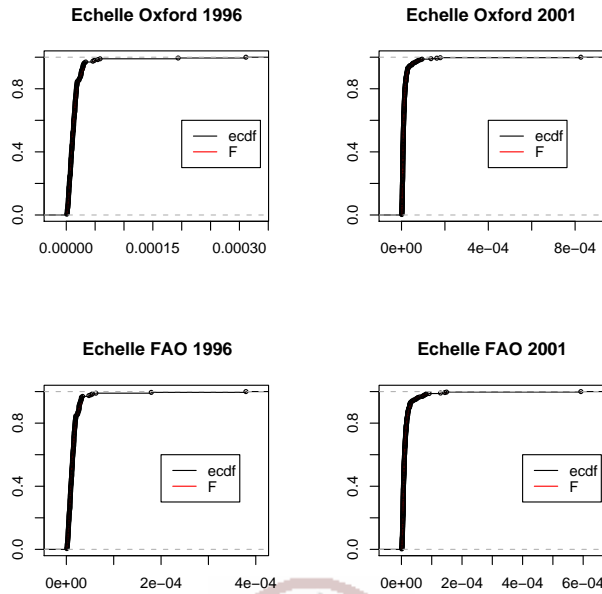 Echelle Oxford 1996
0.8
0.4
0.0
ecdf
F
0.00000 0.00015 0.00030
Echelle Oxford 2001
0.8
0.4
0.0
ecdf
F
0e+00 4e-04 8e-04
Echelle FAO 1996
0.8
0.4
0.0
ecdf
F
0e+00 2e-04 4e-04
Echelle FAO 2001
0.8
0.4
0.0
ecdf
F
0e+00 2e-04 4e-04 6e-04